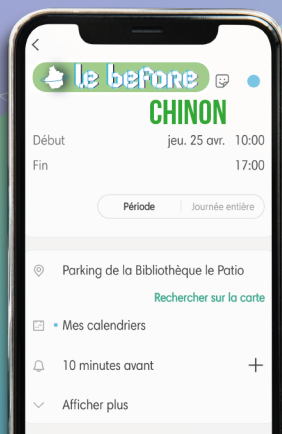 le before
CHINON
Début jeu. 25 avr. 10:00
Fin 17:00
Période Journée entière
Parking de la Bibliothèque le Patio
Rechercher sur la carte
Mes calendriers
10 minutes avant
Afficher plus